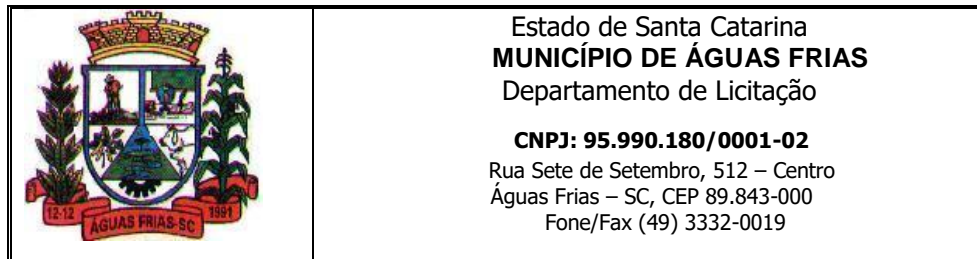 Estado de Santa Catarina
MUNICÍPIO DE ÁGUAS FRIAS
Departamento de Licitação
CNPJ: 95.990.180/0001-02
Rua Sete de Setembro, 512 – Centro
Águas Frias – SC, CEP 89.843-000
Fone/Fax (49) 3332-0019
12-12
ÁGUAS FRIAS-SC
1991